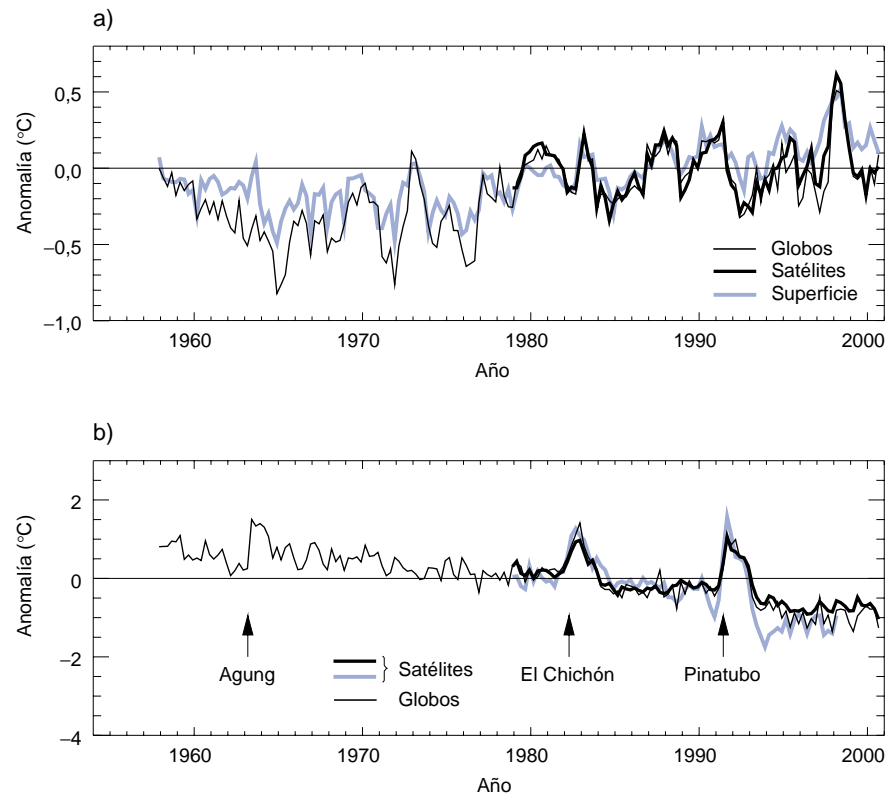 a)
Anomalía (°C)
0,5
0,0
−0,5
−1,0
Globos
Satélites
Superficie
1960 1970 1980 1990 2000
Año
b)
Anomalía (°C)
2
0
−2
−4
Agung
El Chichón
Pinatubo
Satélites
Globos
1960 1970 1980 1990 2000
Año